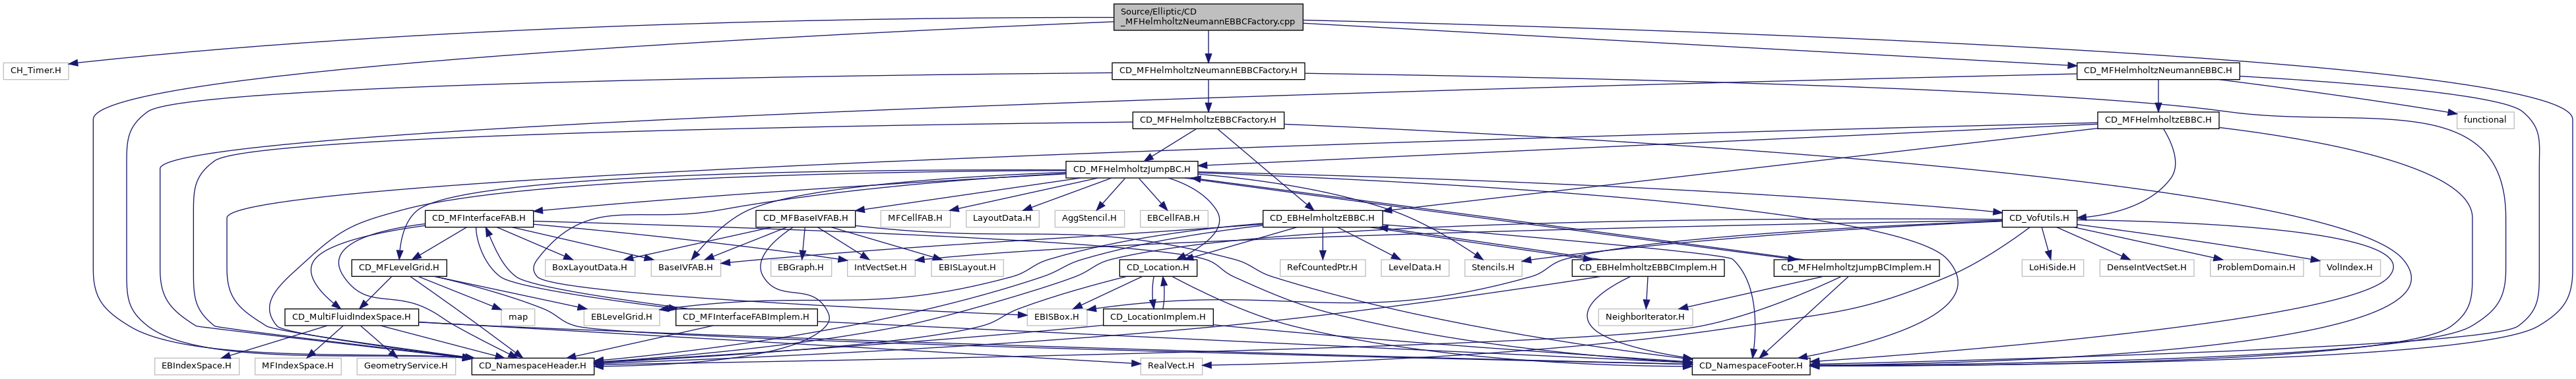 Source/Elliptic/CD
_MFHelmholtzNeumannEBBCFactory.cpp
CH_Timer.H
CD_MFHelmholtzNeumannEBBCFactory.H
CD_MFHelmholtzNeumannEBBC.H
CD_MFHelmholtzEBBCFactory.H
CD_MFHelmholtzEBBC.H
functional
CD_MFHelmholtzJumpBC.H
CD_MFInterfaceFAB.H
CD_MFBaseIVFAB.H
MFCellFAB.H
LayoutData.H
AggStencil.H
EBCellFAB.H
CD_EBHelmholtzEBBC.H
CD_VofUtils.H
CD_MFLevelGrid.H
BoxLayoutData.H
BaseIVFAB.H
EBGraph.H
IntVectSet.H
EBISLayout.H
CD_Location.H
RefCountedPtr.H
LevelData.H
Stencils.H
CD_EBHelmholtzEBBCImplem.H
CD_MFHelmholtzJumpBCImplem.H
LoHiSide.H
DenseIntVectSet.H
ProblemDomain.H
VolIndex.H
CD_MultiFluidIndexSpace.H
map
EBLevelGrid.H
CD_MFInterfaceFABImplem.H
EBISBox.H
CD_LocationImplem.H
NeighborIterator.H
EBIndexSpace.H
MFIndexSpace.H
GeometryService.H
CD_NamespaceHeader.H
RealVect.H
CD_NamespaceFooter.H